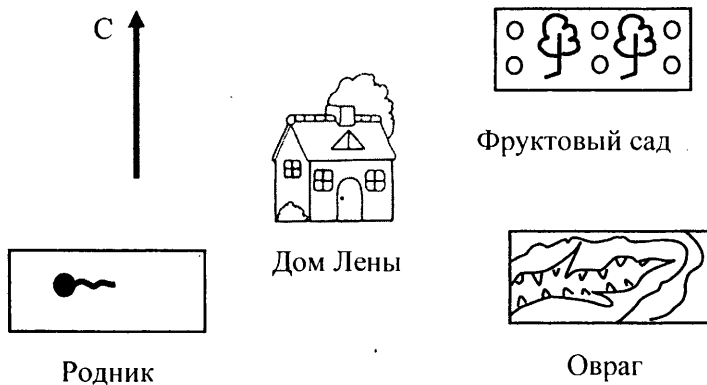 С
Фруктовый сад
Дом Лены
Родник
Овраг